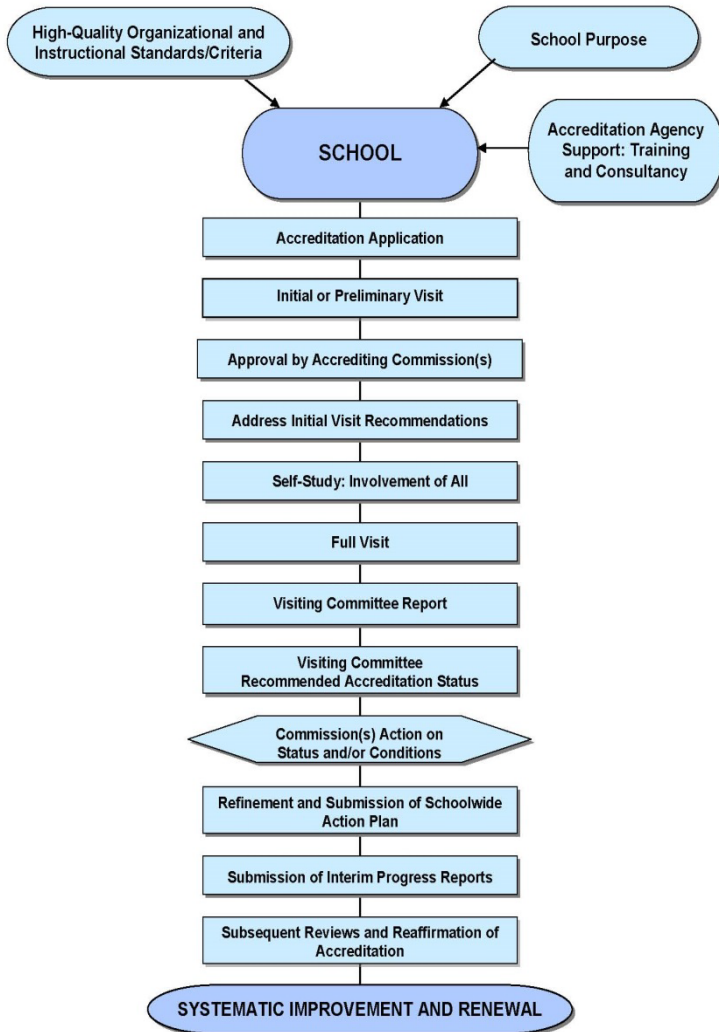 High-Quality Organizational and
Instructional Standards/Criteria
School Purpose
SCHOOL
Accreditation Agency
Support: Training
and Consultancy
Accreditation Application
Initial or Preliminary Visit
Approval by Accrediting Commission(s)
Address Initial Visit Recommendations
Self-Study: Involvement of All
Full Visit
Visiting Committee Report
Visiting Committee
Recommended Accreditation Status
Commission(s) Action on
Status and/or Conditions
Refinement and Submission of Schoolwide
Action Plan
Submission of Interim Progress Reports
Subsequent Reviews and Reaffirmation of
Accreditation
SYSTEMATIC IMPROVEMENT AND RENEWAL